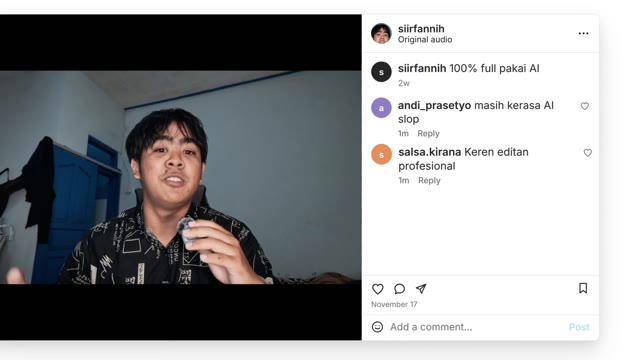 siirfannih
Original audio
s
siirfannih 100% full pakai AI
2w
a
andi_prasetyo masih kerasa AI
slop
1m Reply
s
salsa.kirana Keren editan
profesional
1m Reply
November 17
Add a comment...
Post